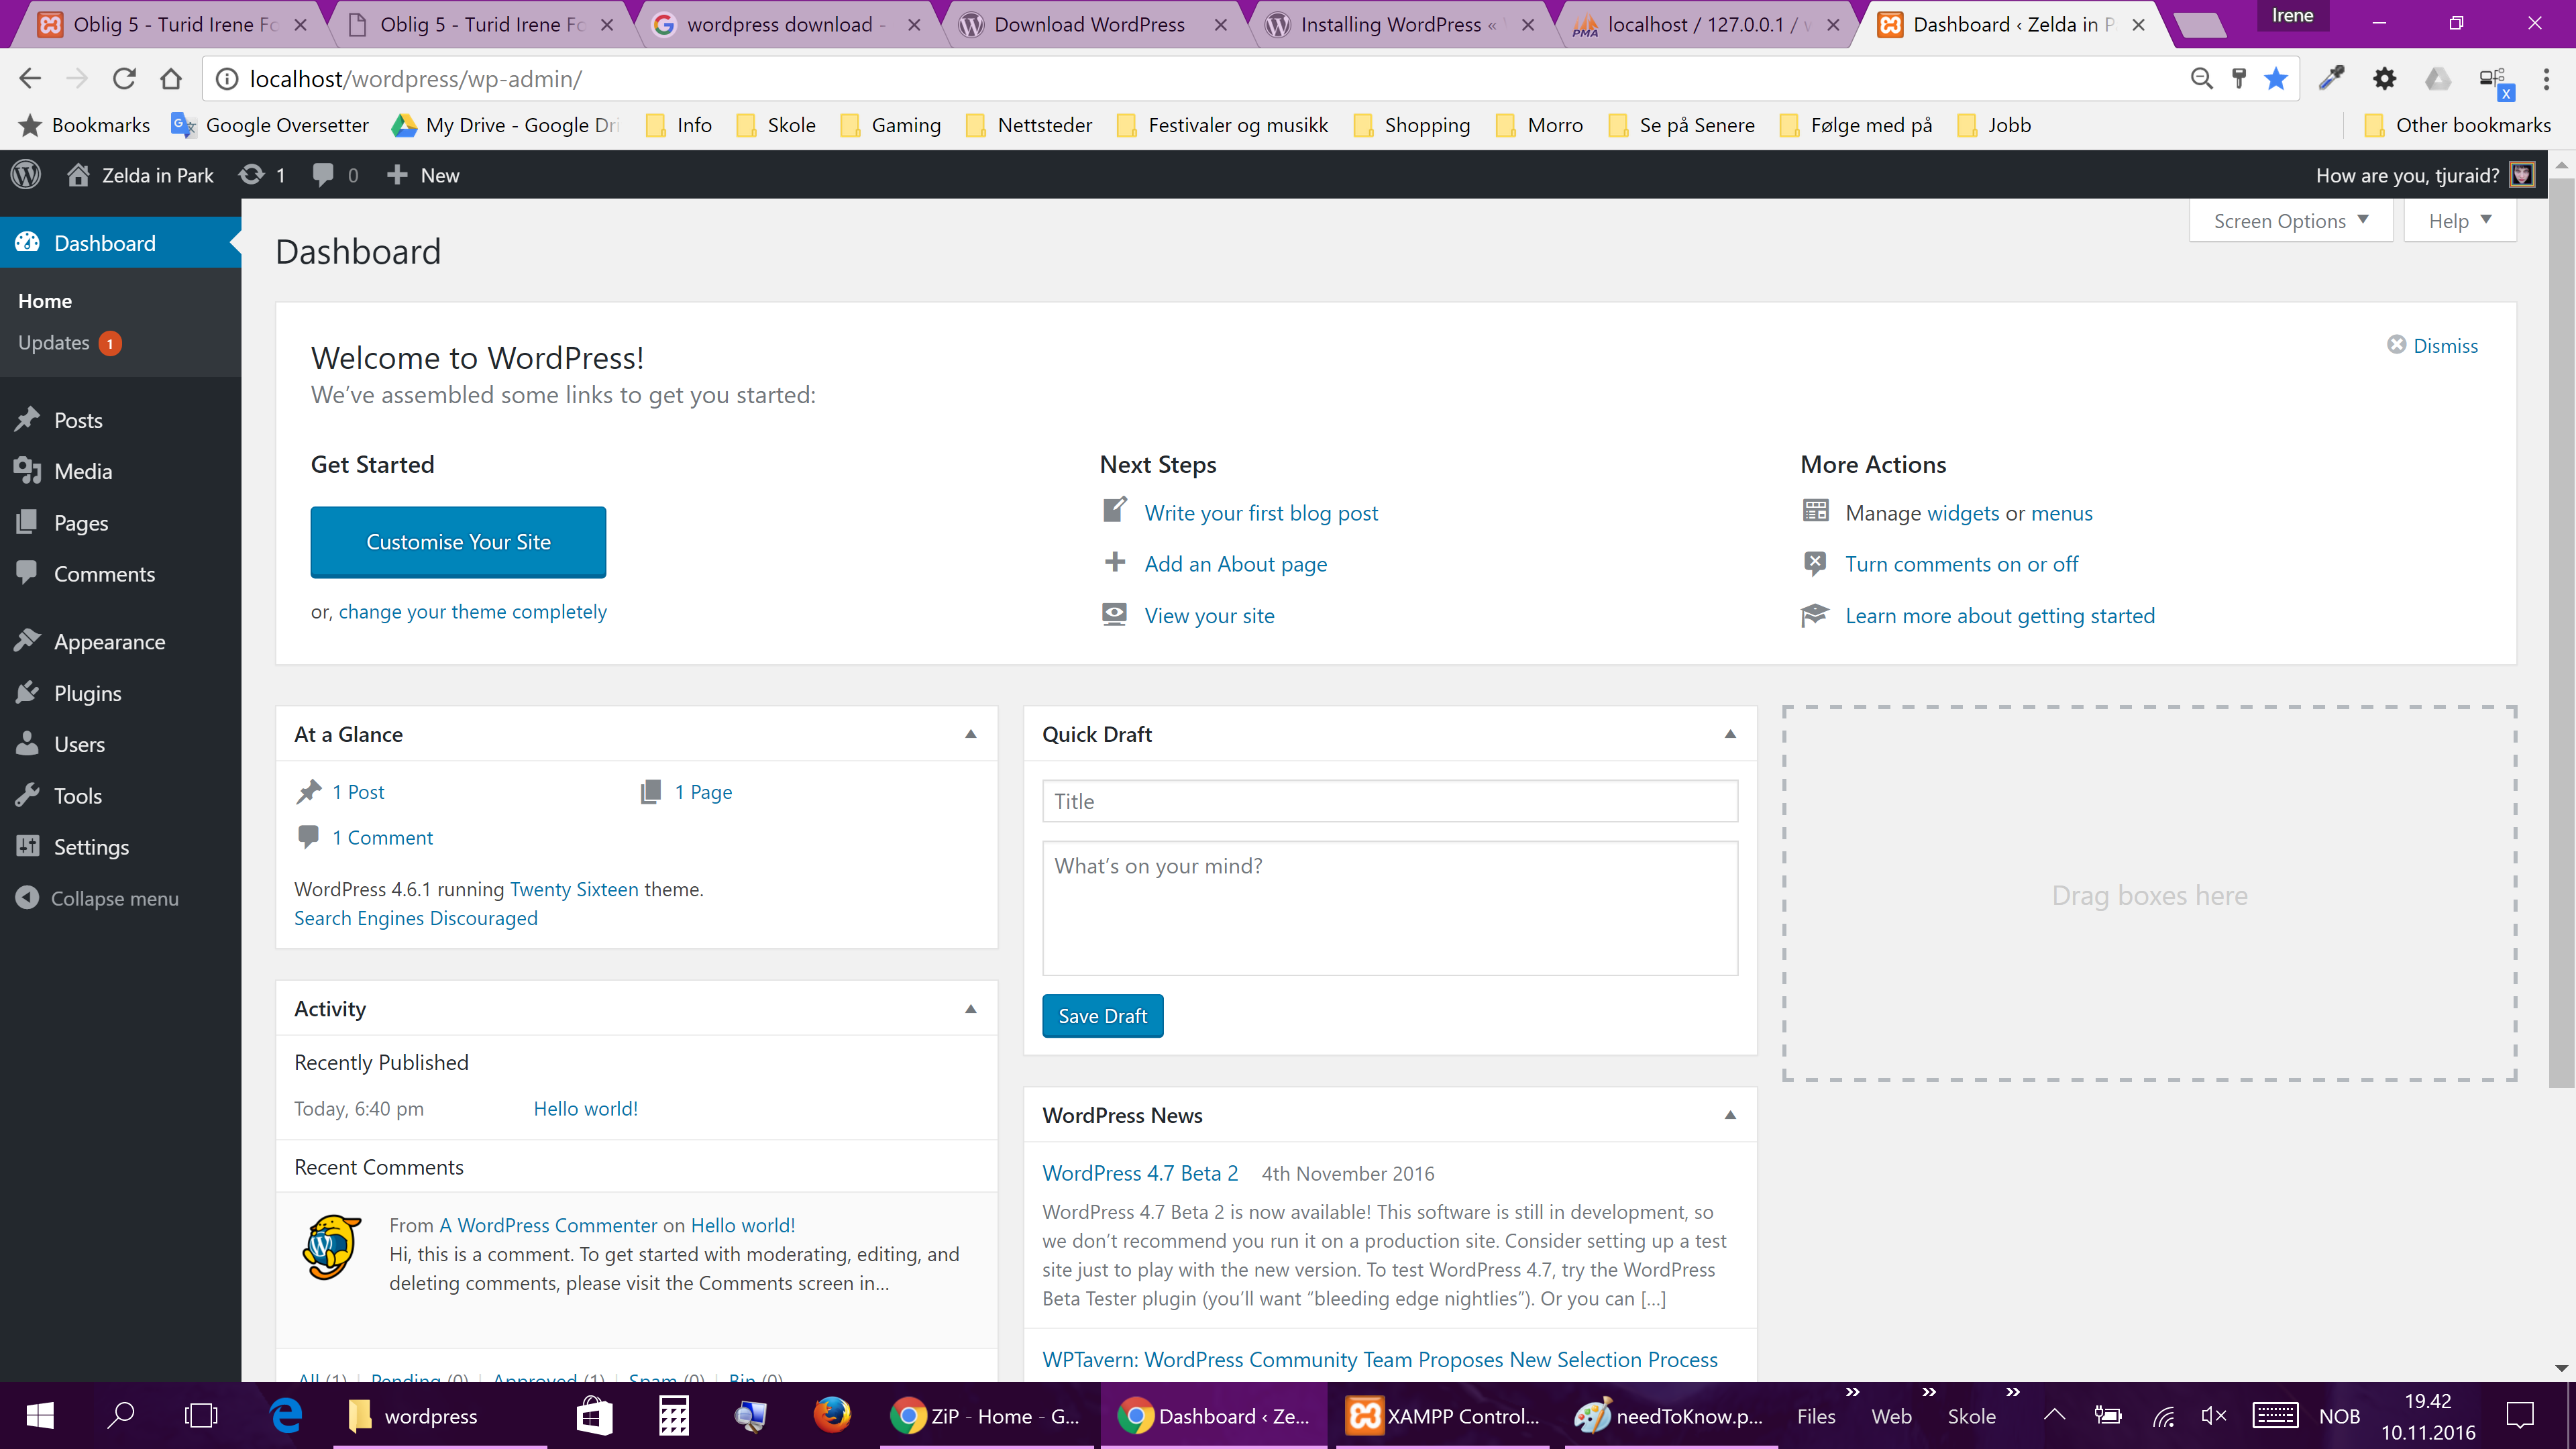 Oblig 5 - Turid Irene Fo
Oblig 5 - Turid Irene Fo
wordpress download -
Download WordPress
Installing WordPress «
PMA localhost / 127.0.0.1 / w
Dashboard ‹ Zelda in P
Irene
localhost/wordpress/wp-admin/
Bookmarks Google Oversetter My Drive - Google Dri Info Skole Gaming Nettsteder Festivaler og musikk Shopping Morro Se på Senere Følge med på Jobb Other bookmarks
Zelda in Park 1 0 New How are you, tjuraid?
Screen Options Help
Dashboard
Home
Updates 1
Posts
Media
Pages
Comments
Appearance
Plugins
Users
Tools
Settings
Collapse menu
Dashboard
Welcome to WordPress!
Dismiss
We’ve assembled some links to get you started:
Get Started
Customise Your Site
or, change your theme completely
Next Steps
Write your first blog post
Add an About page
View your site
More Actions
Manage widgets or menus
Turn comments on or off
Learn more about getting started
At a Glance
1 Post 1 Page
1 Comment
WordPress 4.6.1 running Twenty Sixteen theme.
Search Engines Discouraged
Activity
Recently Published
Today, 6:40 pm Hello world!
Recent Comments
From A WordPress Commenter on Hello world!
Hi, this is a comment. To get started with moderating, editing, and
deleting comments, please visit the Comments screen in…
All (1) | Pending (0) | Approved (1) | Spam (0) | Bin (0)
Quick Draft
Title
What’s on your mind?
Save Draft
WordPress News
WordPress 4.7 Beta 2 4th November 2016
WordPress 4.7 Beta 2 is now available! This software is still in development, so
we don’t recommend you run it on a production site. Consider setting up a test
site just to play with the new version. To test WordPress 4.7, try the WordPress
Beta Tester plugin (you’ll want “bleeding edge nightlies”). Or you can […]
WPTavern: WordPress Community Team Proposes New Selection Process
Drag boxes here
wordpress
ZiP - Home - G...
Dashboard ‹ Ze...
XAMPP Control...
needToKnow.p...
Files
Web
Skole
NOB
19.42
10.11.2016